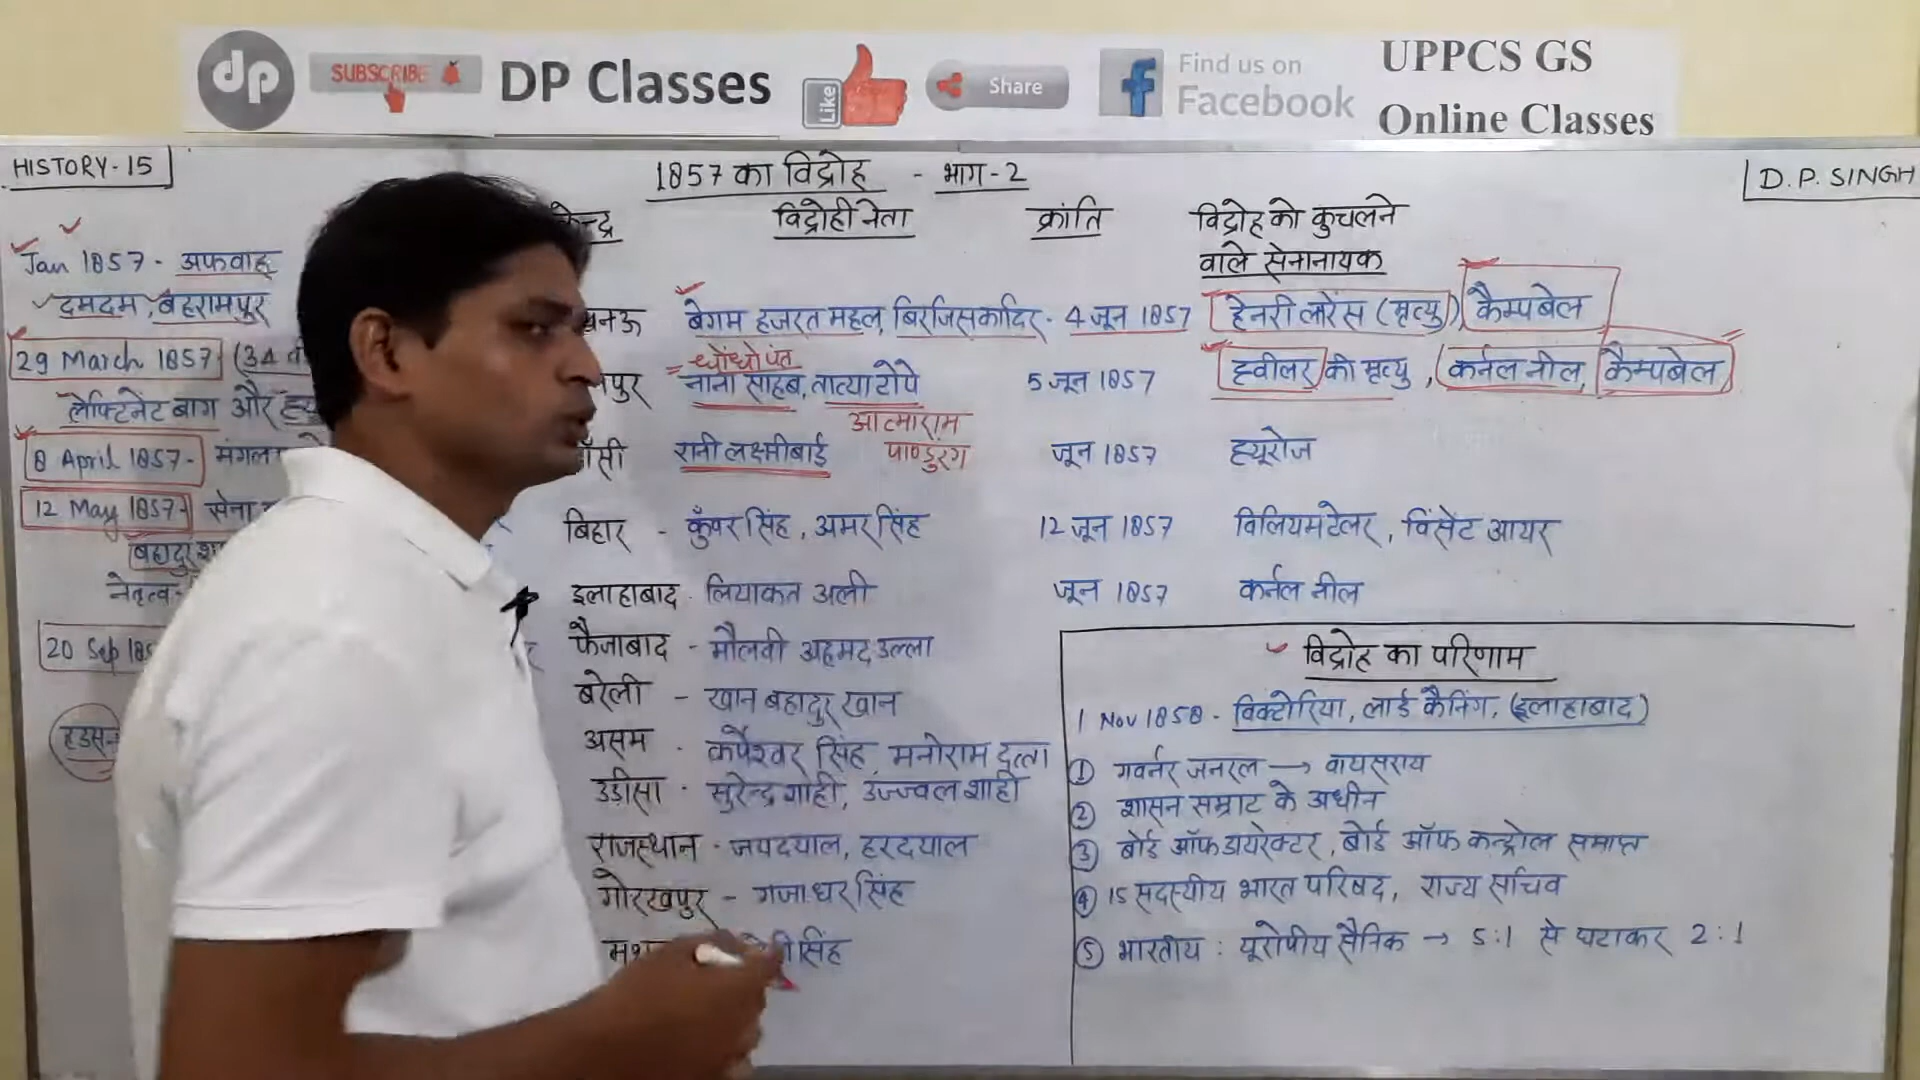 dp
SUBSCRIBE
DP Classes
Like
Share
Find us on
Facebook
UPPCS GS
Online Classes
HISTORY-15
1857 का विद्रोह - भाग-2
D.P. SINGH
विद्रोही नेता
क्रांति
विद्रोह को कुचलने
वाले सेनानायक
Jan 1857 - अफवाह
दमदम, बहरामपुर
29 March 1857 (34
लेफ्टिनेंट बाग और
8 April 1857 -
12 May 1857 - सेना
नेतृत्व
20 Sep
बेगम हजरत महल, बिरजिस कादिर - 4 जून 1857 हेनरी लारेंस (मृत्यु) कैम्पबेल
धोंधो पंत
नाना साहब, तात्या टोपे 5 जून 1857 ह्वीलर की मृत्यु, कर्नल नील, कैम्पबेल
आत्माराम
पाण्डुरंग
रानी लक्ष्मीबाई जून 1857 ह्यूरोज
बिहार - कुँवर सिंह, अमर सिंह 12 जून 1857 विलियम टेलर, विंसेंट आयर
इलाहाबाद - लियाकत अली जून 1857 कर्नल नील
फैजाबाद - मौलवी अहमद उल्ला
बरेली - खान बहादुर खान
असम - कंपेश्वर सिंह, मनीराम दत्ता
उडीसा - सुरेन्द्र शाही, उज्ज्वल शाही
राजस्थान - जयदयाल, हरदयाल
गोरखपुर - गजाधर सिंह
सिंह
विद्रोह का परिणाम
1 Nov 1858 - विक्टोरिया, लार्ड कैनिंग, (इलाहाबाद)
① गवर्नर जनरल → वायसराय
② शासन सम्राट के अधीन
③ बोर्ड ऑफ डायरेक्टर, बोर्ड ऑफ कन्ट्रोल समाप्त
④ 15 सदस्यीय भारत परिषद, राज्य सचिव
⑤ भारतीय : यूरोपीय सैनिक → 5:1 से घटाकर 2:1